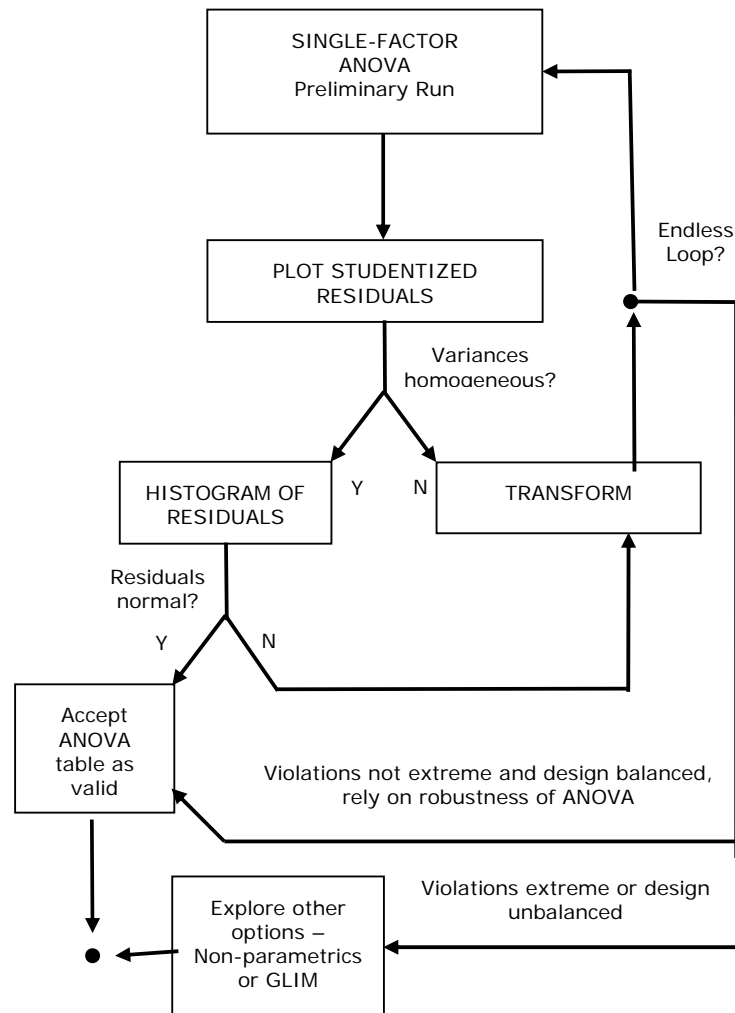 SINGLE-FACTOR
ANOVA
Preliminary Run
Endless
Loop?
PLOT STUDENTIZED
RESIDUALS
Variances
homogeneous?
HISTOGRAM OF
RESIDUALS
Y
N
TRANSFORM
Residuals
normal?
Y
N
Accept
ANOVA
table as
valid
Violations not extreme and design balanced,
rely on robustness of ANOVA
Violations extreme or design
unbalanced
Explore other
options –
Non-parametrics
or GLIM